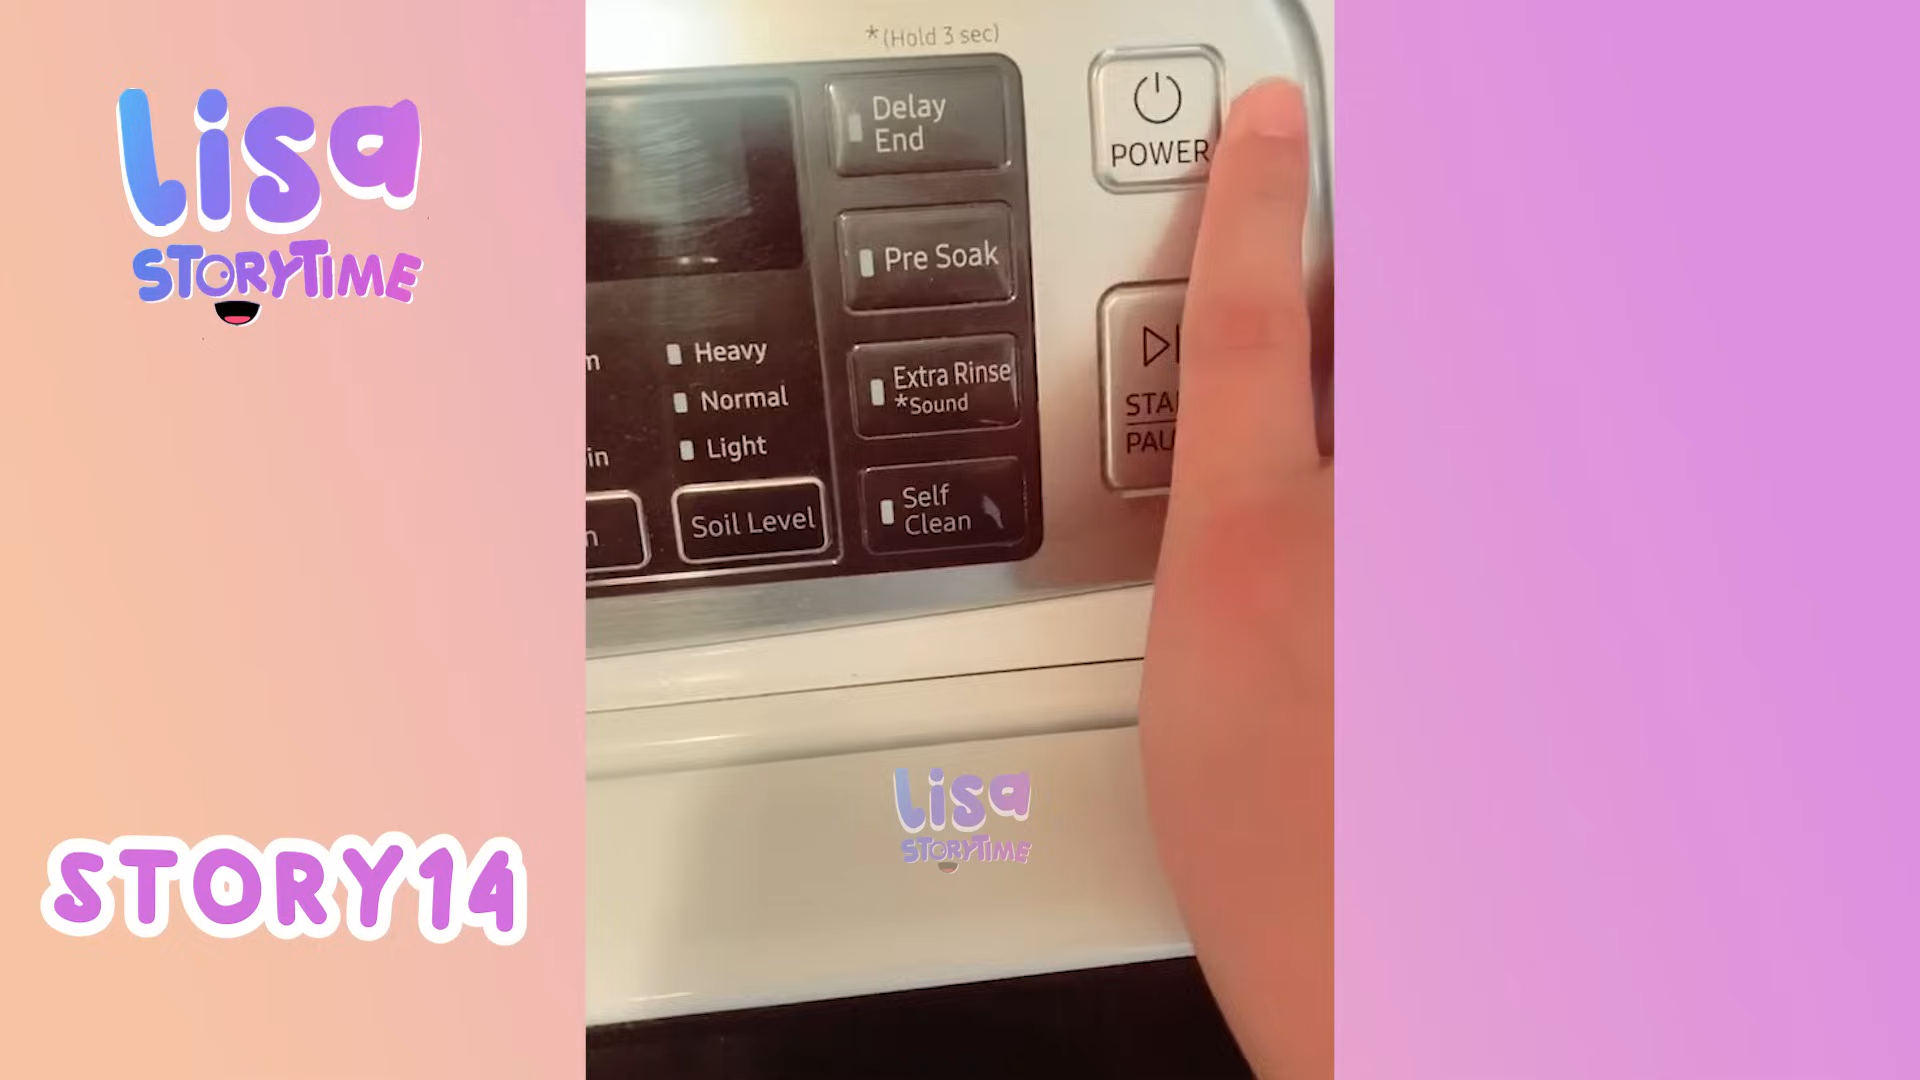 Lisa
STORYTIME
STORY14
*(Hold 3 sec)
Delay
End
POWER
Pre Soak
Heavy
Normal
Light
Extra Rinse
*Sound
Self
Clean
Soil Level
Lisa
STORYTIME